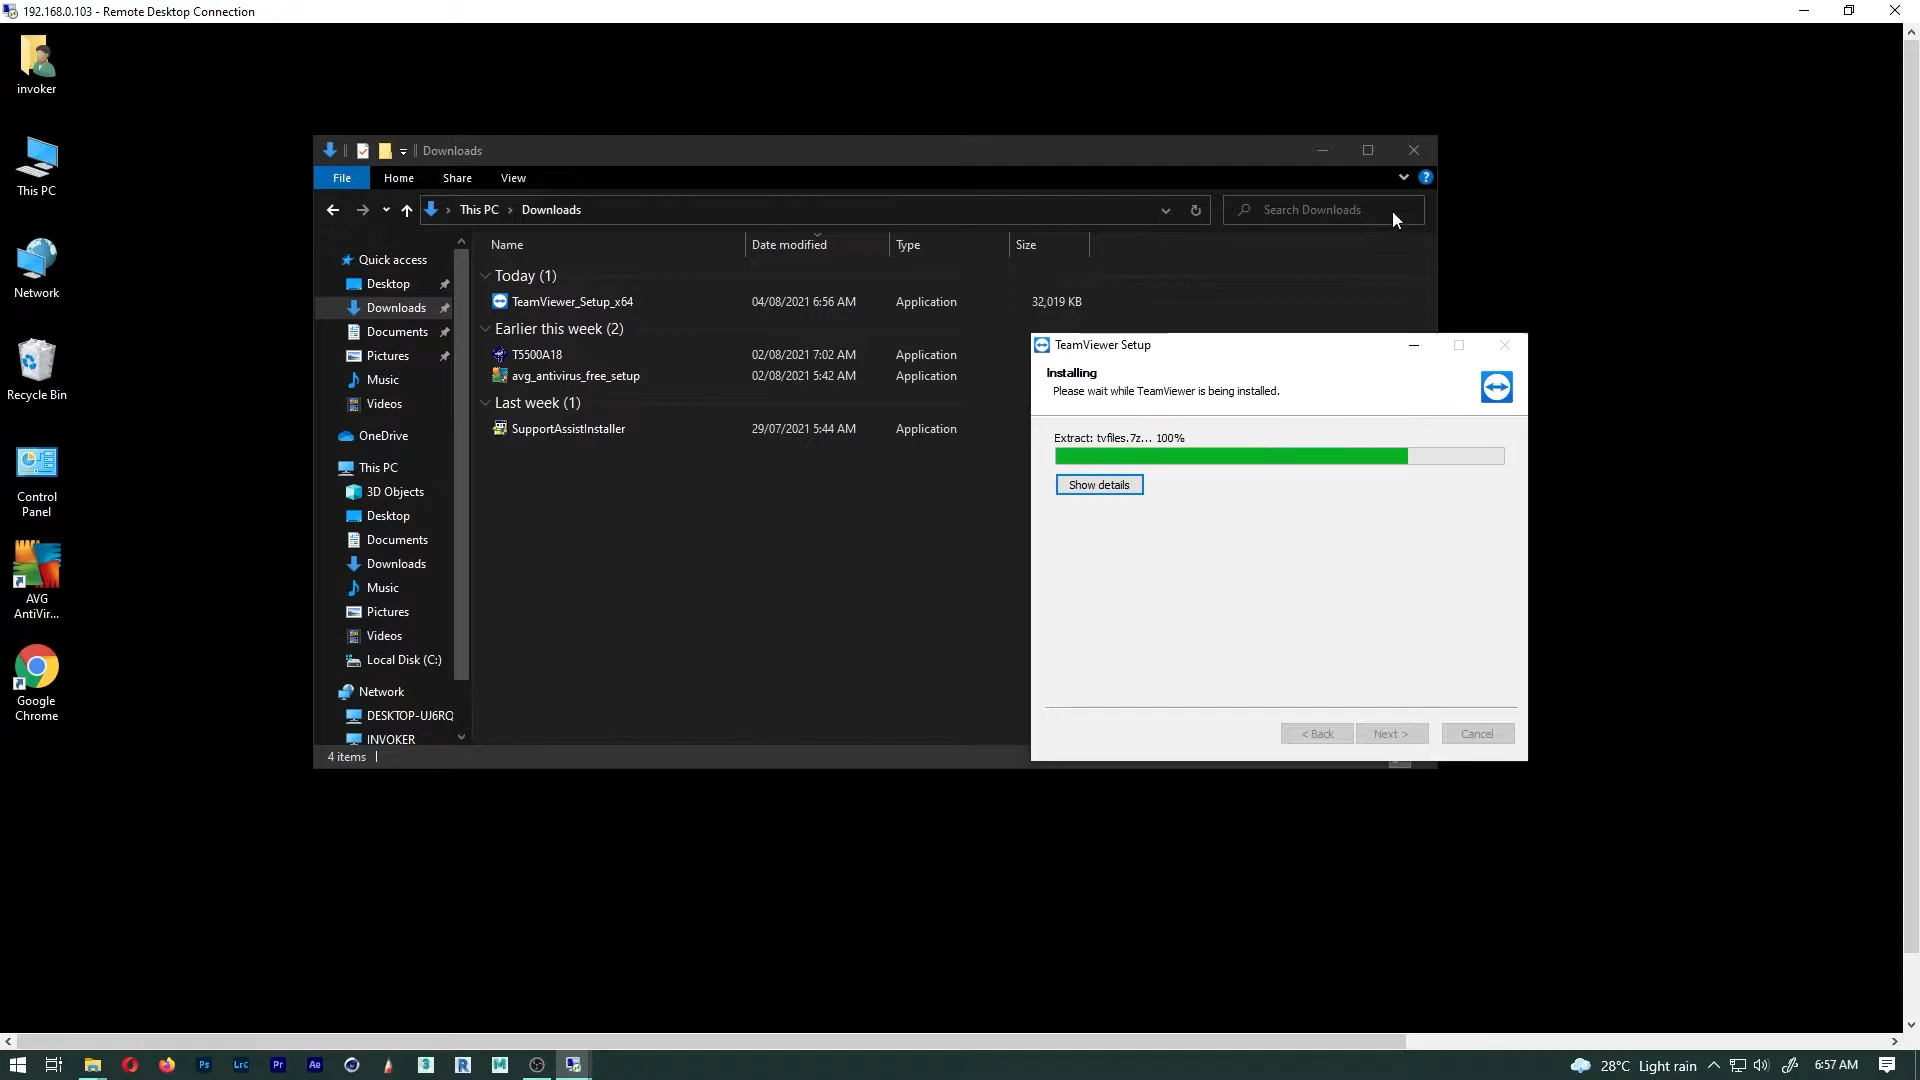 192.168.0.103 - Remote Desktop Connection
invoker
This PC
Network
Recycle Bin
Control
Panel
AVG
AntiVir...
Google
Chrome
Downloads
File Home Share View
This PC > Downloads
Search Downloads
Name Date modified Type Size
Today (1)
TeamViewer_Setup_x64 04/08/2021 6:56 AM Application 32,019 KB
Earlier this week (2)
T5500A18 02/08/2021 7:02 AM Application
avg_antivirus_free_setup 02/08/2021 5:42 AM Application
Last week (1)
SupportAssistInstaller 29/07/2021 5:44 AM Application
Quick access
Desktop
Downloads
Documents
Pictures
Music
Videos
OneDrive
This PC
3D Objects
Desktop
Documents
Downloads
Music
Pictures
Videos
Local Disk (C:)
Network
DESKTOP-UJ6RQ
INVOKER
4 items
TeamViewer Setup
Installing
Please wait while TeamViewer is being installed.
Extract: tvfiles.7z... 100%
Show details
< Back Next > Cancel
Ps Lrc Pr Ae 3 R M
28°C Light rain 6:57 AM